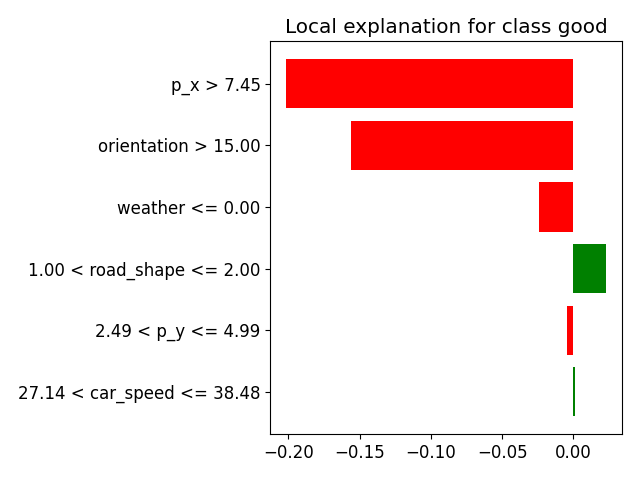 Local explanation for class good
p_x > 7.45
orientation > 15.00
weather <= 0.00
1.00 < road_shape <= 2.00
2.49 < p_y <= 4.99
27.14 < car_speed <= 38.48
−0.20 −0.15 −0.10 −0.05 0.00